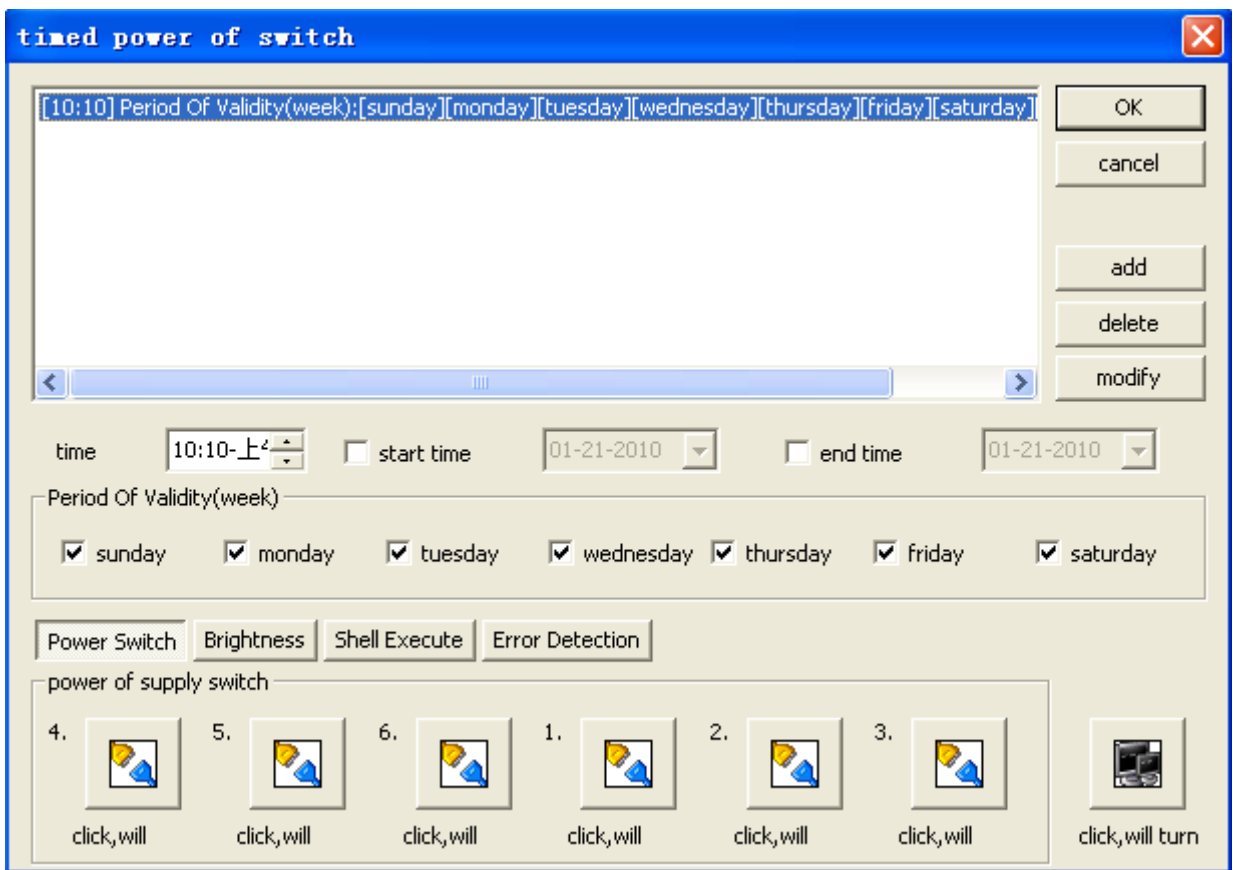 timed power of switch
[10:10] Period Of Validity(week):[sunday][monday][tuesday][wednesday][thursday][friday][saturday][
OK
cancel
add
delete
modify
time 10:10-上 start time 01-21-2010 end time 01-21-2010
Period Of Validity(week)
sunday monday tuesday wednesday thursday friday saturday
Power Switch Brightness Shell Execute Error Detection
power of supply switch
4. 5. 6. 1. 2. 3.
click,will click,will click,will click,will click,will click,will click,will turn